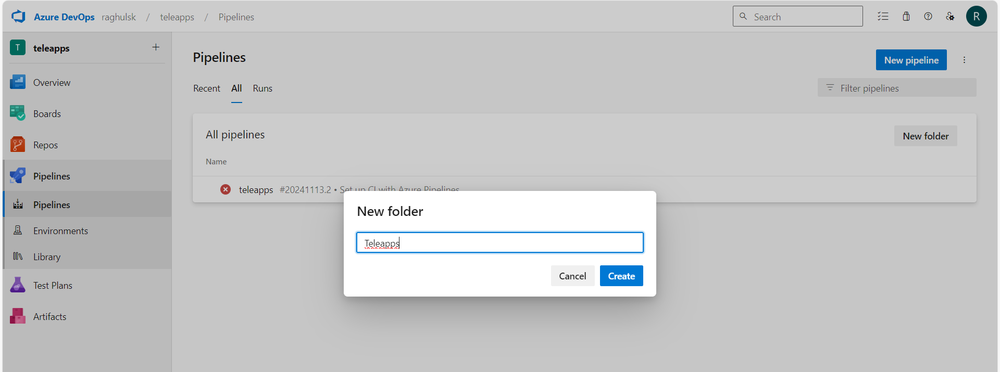 Azure DevOps raghulsk / teleapps / Pipelines
Search
R
T teleapps +
Overview
Boards
Repos
Pipelines
Pipelines
Environments
Library
Test Plans
Artifacts
Pipelines
New pipeline
Recent All Runs
Filter pipelines
All pipelines
New folder
Name
teleapps #20241113.2 • Set up CI with Azure Pipelines
New folder
Teleapps
Cancel Create